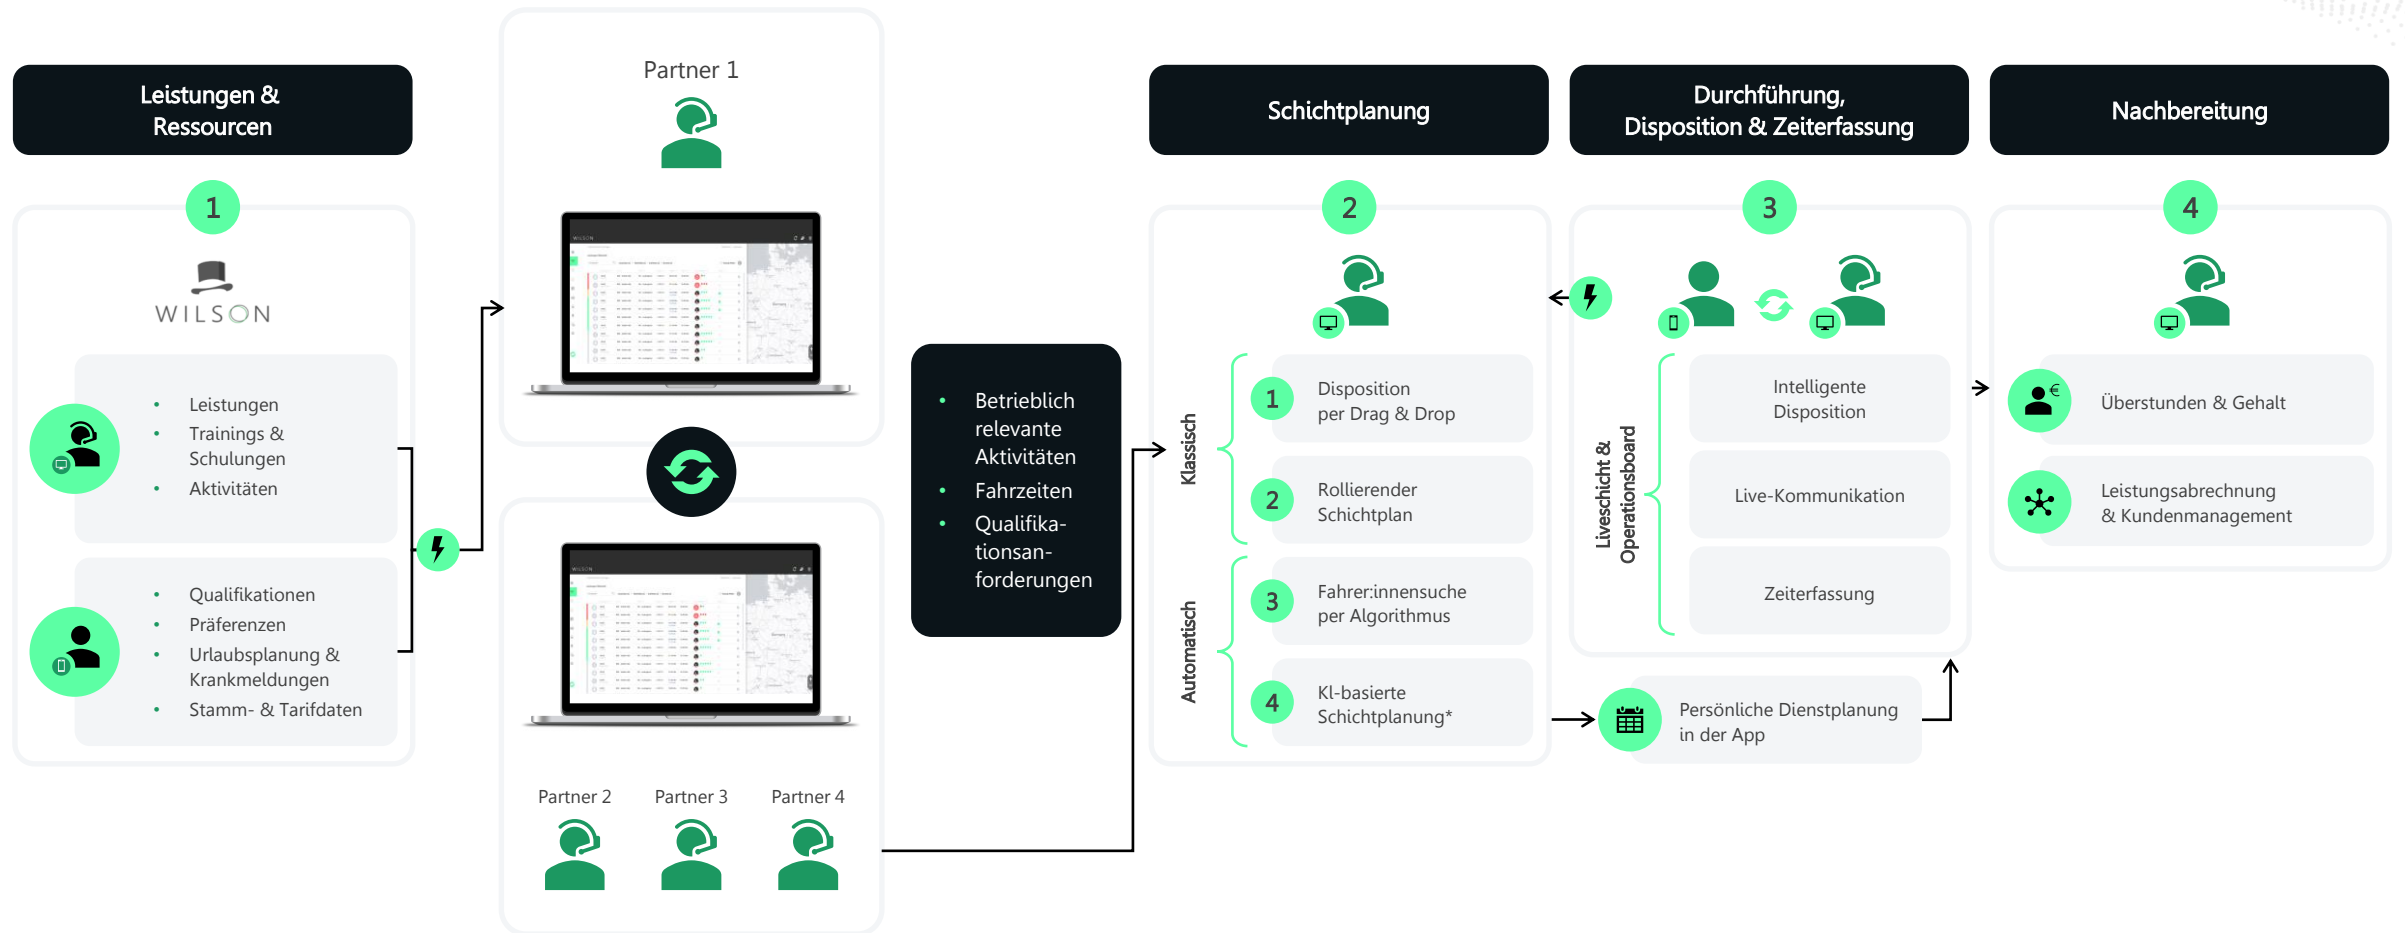 Leistungen &
Ressourcen
1
WILSON
Leistungen
Trainings &
Schulungen
Aktivitäten
Qualifikationen
Präferenzen
Urlaubsplanung &
Krankmeldungen
Stamm- & Tarifdaten
Partner 1
WILSON
WILSON
Partner 2
Partner 3
Partner 4
Betrieblich
relevante
Aktivitäten
Fahrzeiten
Qualifika-
tionsan-
forderungen
Schichtplanung
2
Klassisch
1
Disposition
per Drag & Drop
2
Rollierender
Schichtplan
Automatisch
3
Fahrer:innensuche
per Algorithmus
4
KI-basierte
Schichtplanung*
Durchführung,
Disposition & Zeiterfassung
3
Liveschicht &
Operationsboard
Intelligente
Disposition
Live-Kommunikation
Zeiterfassung
Persönliche Dienstplanung
in der App
Nachbereitung
4
€
Überstunden & Gehalt
Leistungsabrechnung
& Kundenmanagement